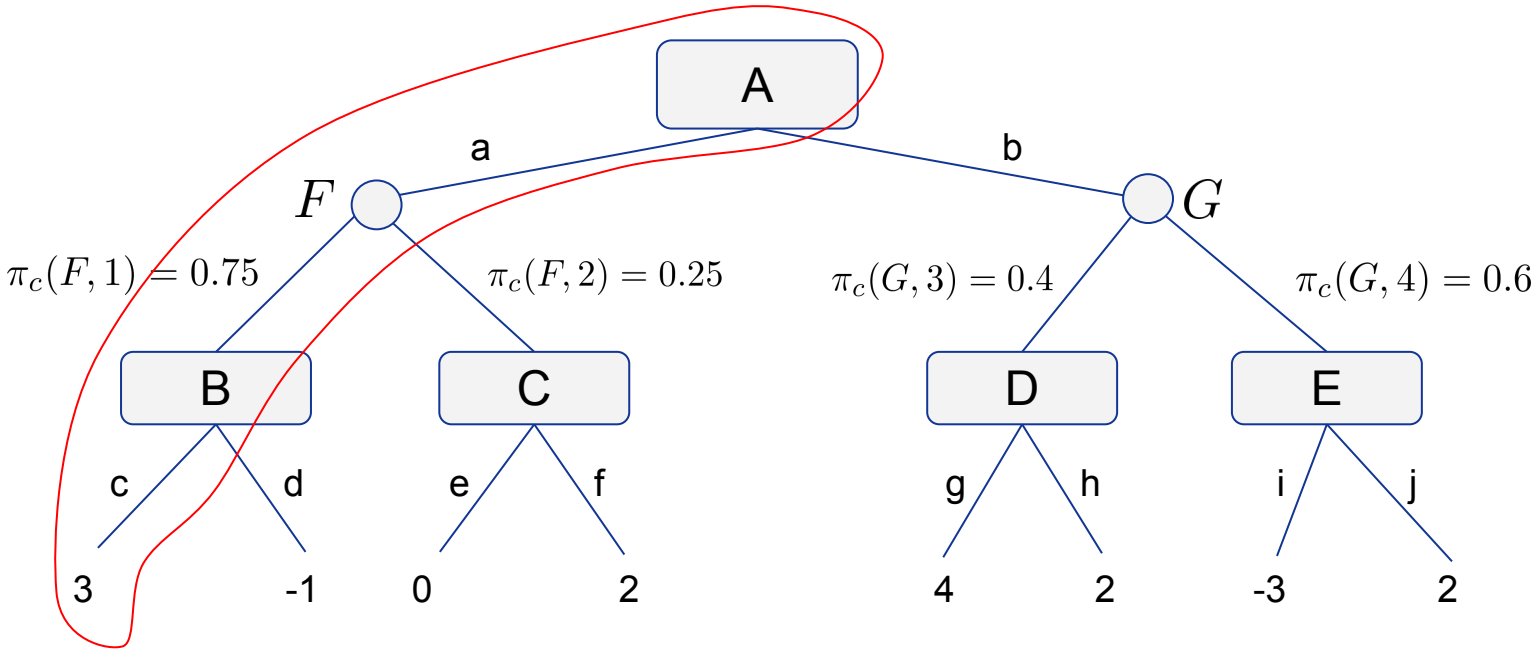 A
a
b
F
G
π_c(F, 1) = 0.75
π_c(F, 2) = 0.25
π_c(G, 3) = 0.4
π_c(G, 4) = 0.6
B
C
D
E
c
d
e
f
g
h
i
j
3
-1
0
2
4
2
-3
2